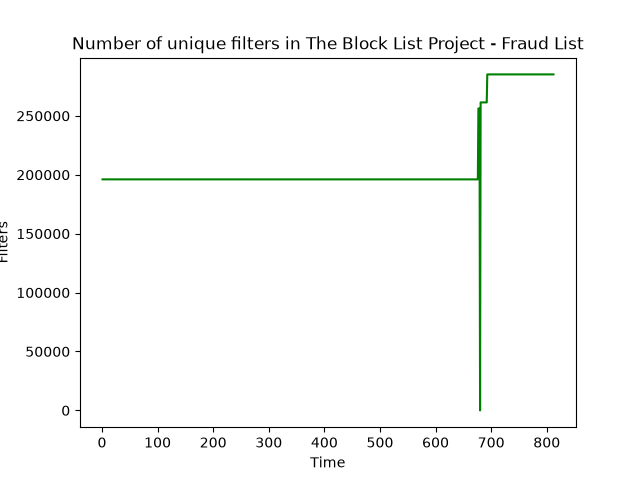 Number of unique filters in The Block List Project - Fraud List
250000
200000
150000
100000
50000
0
Filters
0 100 200 300 400 500 600 700 800
Time